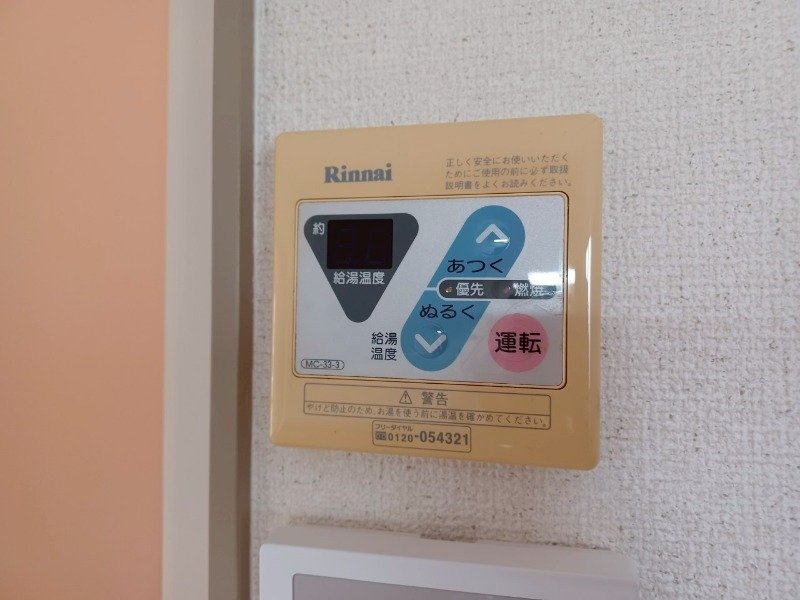 Rinnai
正しく安全にお使いいただく
ためにご使用の前に必ず取扱
説明書をよくお読みください。
約
給湯温度
あつく
優先
燃焼
ぬるく
給湯
温度
運転
MC-33-3
警告
やけど防止のため、お湯を使う前に湯温を確かめてください。
フリーダイヤル
0120-054321